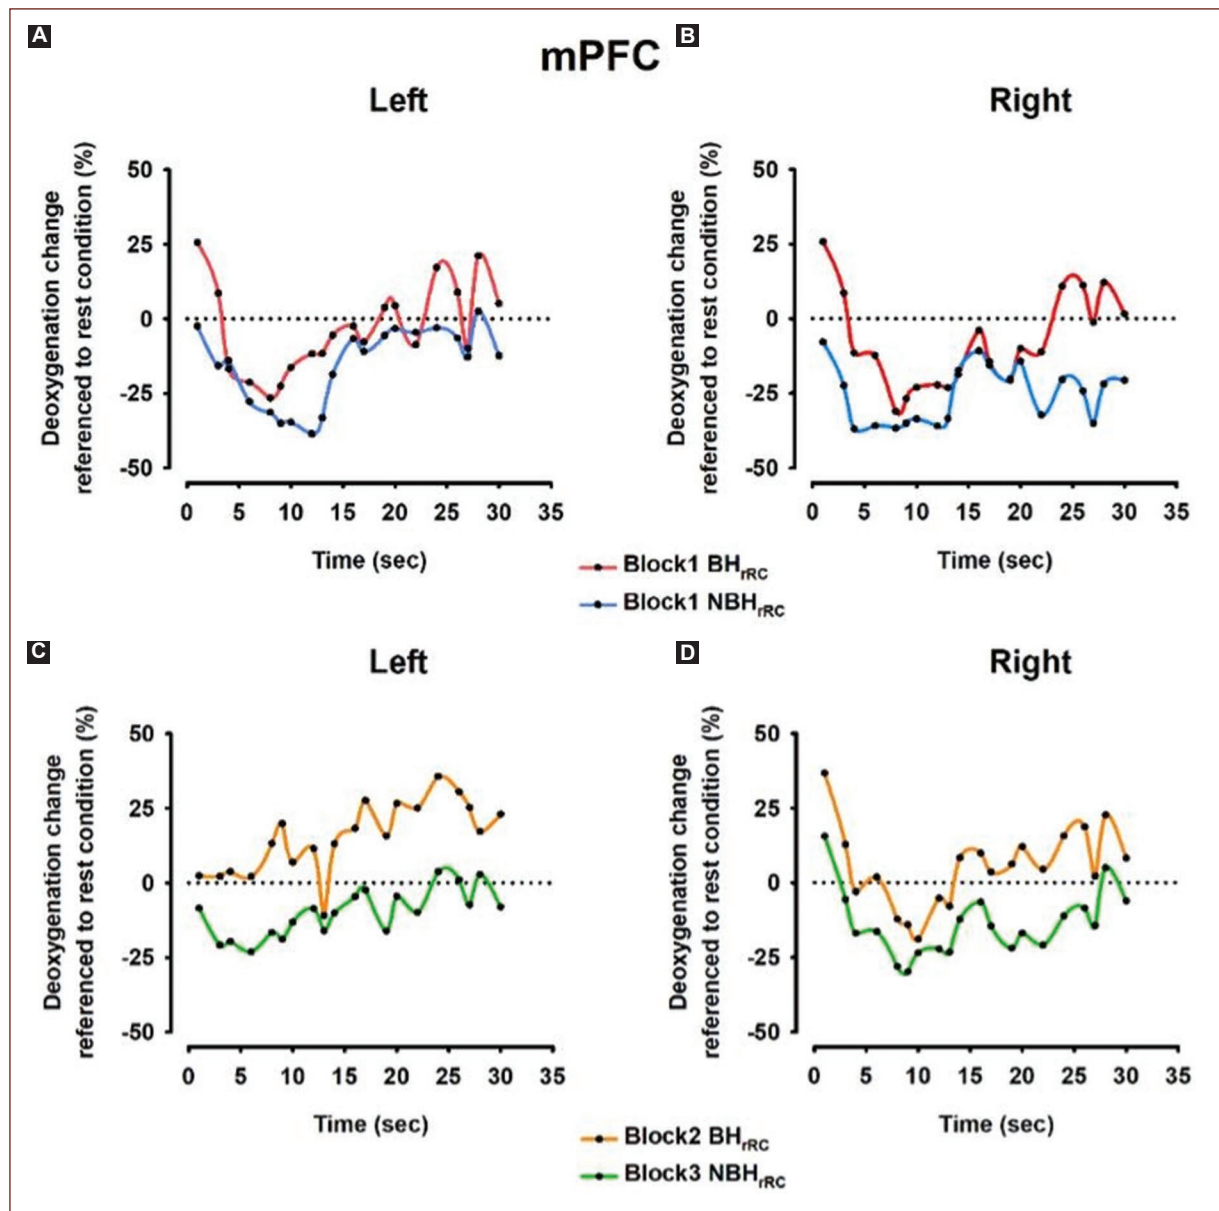 A
mPFC
B
Left
Right
Deoxygenation change
referenced to rest condition (%)
50
25
0
-25
-50
0 5 10 15 20 25 30 35
Time (sec)
Deoxygenation change
referenced to rest condition (%)
50
25
0
-25
-50
0 5 10 15 20 25 30 35
Time (sec)
Block1 BHrRC
Block1 NBHrRC
C
Left
D
Right
Deoxygenation change
referenced to rest condition (%)
50
25
0
-25
-50
0 5 10 15 20 25 30 35
Time (sec)
Deoxygenation change
referenced to rest condition (%)
50
25
0
-25
-50
0 5 10 15 20 25 30 35
Time (sec)
Block2 BHrRC
Block3 NBHrRC